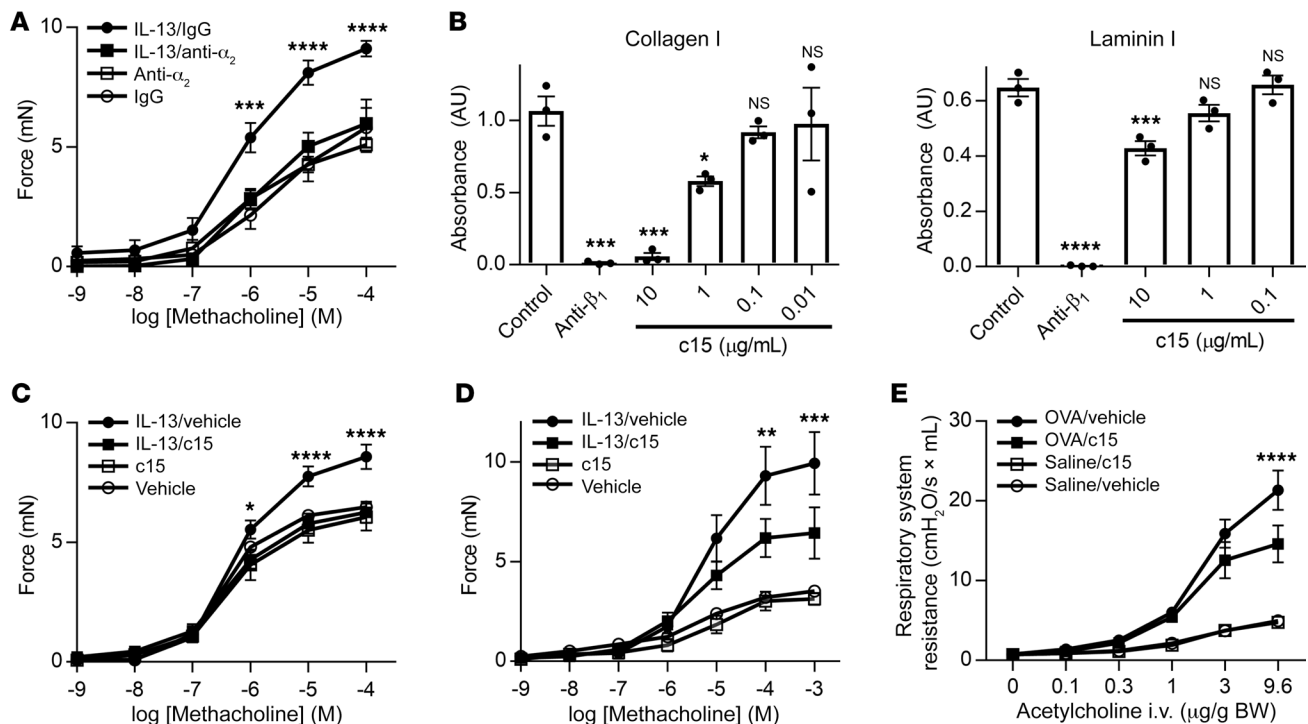 A
IL-13/IgG
IL-13/anti-α2
Anti-α2
IgG
***
****
****
10
5
0
Force (mN)
-9 -8 -7 -6 -5 -4
log [Methacholine] (M)
B
Collagen I
Absorbance (AU)
1.0
0.5
0.0
***
***
*
NS
NS
Control
Anti-β1
10
1
0.1
0.01
c15 (μg/mL)
Laminin I
Absorbance (AU)
0.6
0.4
0.2
0.0
****
***
NS
NS
Control
Anti-β1
10
1
0.1
c15 (μg/mL)
C
IL-13/vehicle
IL-13/c15
c15
Vehicle
*
****
****
10
5
0
Force (mN)
-9 -8 -7 -6 -5 -4
log [Methacholine] (M)
D
IL-13/vehicle
IL-13/c15
c15
Vehicle
**
***
10
5
0
Force (mN)
-9 -8 -7 -6 -5 -4 -3
log [Methacholine] (M)
E
OVA/vehicle
OVA/c15
Saline/c15
Saline/vehicle
****
30
20
10
0
Respiratory system
resistance (cmH2O/s × mL)
0 0.1 0.3 1 3 9.6
Acetylcholine i.v. (μg/g BW)